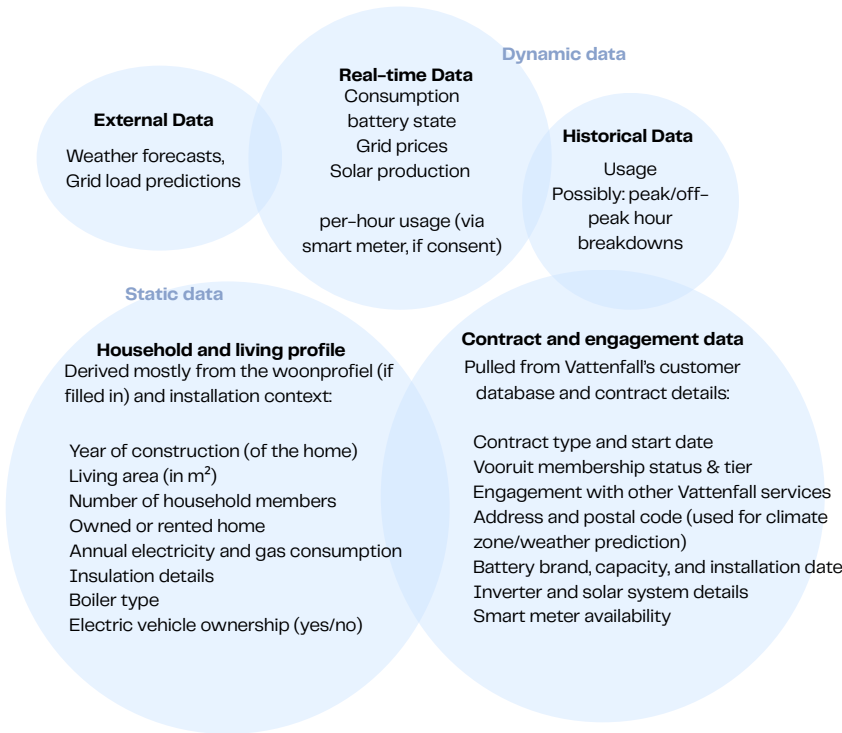 Dynamic data
External Data
Weather forecasts,
Grid load predictions
Real-time Data
Consumption
battery state
Grid prices
Solar production
per-hour usage (via
smart meter, if consent)
Historical Data
Usage
Possibly: peak/off-
peak hour
breakdowns
Static data
Household and living profile
Derived mostly from the woonprofiel (if
filled in) and installation context:
Year of construction (of the home)
Living area (in m²)
Number of household members
Owned or rented home
Annual electricity and gas consumption
Insulation details
Boiler type
Electric vehicle ownership (yes/no)
Contract and engagement data
Pulled from Vattenfall’s customer
database and contract details:
Contract type and start date
Vooruit membership status & tier
Engagement with other Vattenfall services
Address and postal code (used for climate
zone/weather prediction)
Battery brand, capacity, and installation date
Inverter and solar system details
Smart meter availability